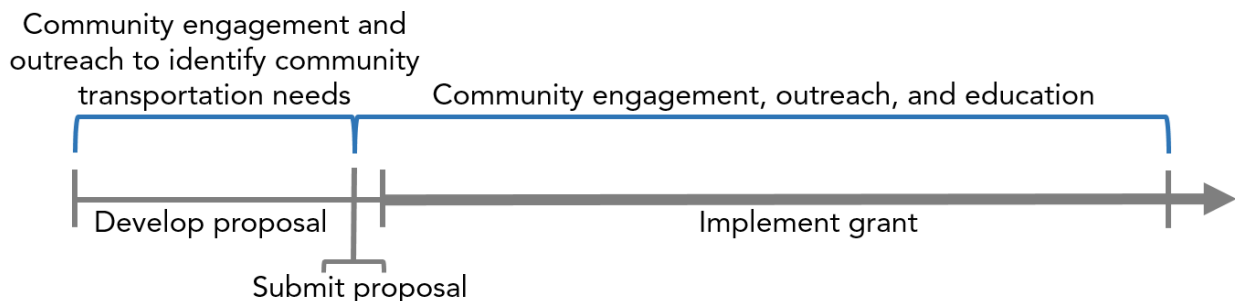 Community engagement and
outreach to identify community
transportation needs
Community engagement, outreach, and education
Develop proposal
Implement grant
Submit proposal